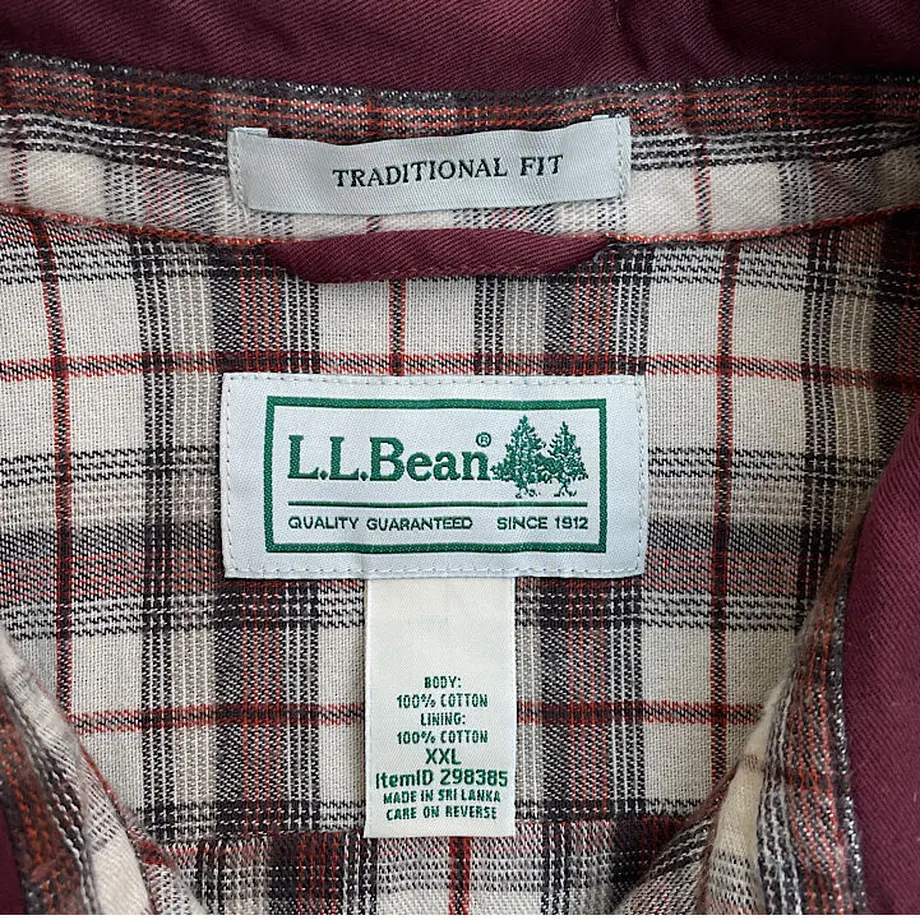 TRADITIONAL FIT
L.L.Bean®
QUALITY GUARANTEED SINCE 1912
BODY:
100% COTTON
LINING:
100% COTTON
XXL
ItemID 298385
MADE IN SRI LANKA
CARE ON REVERSE